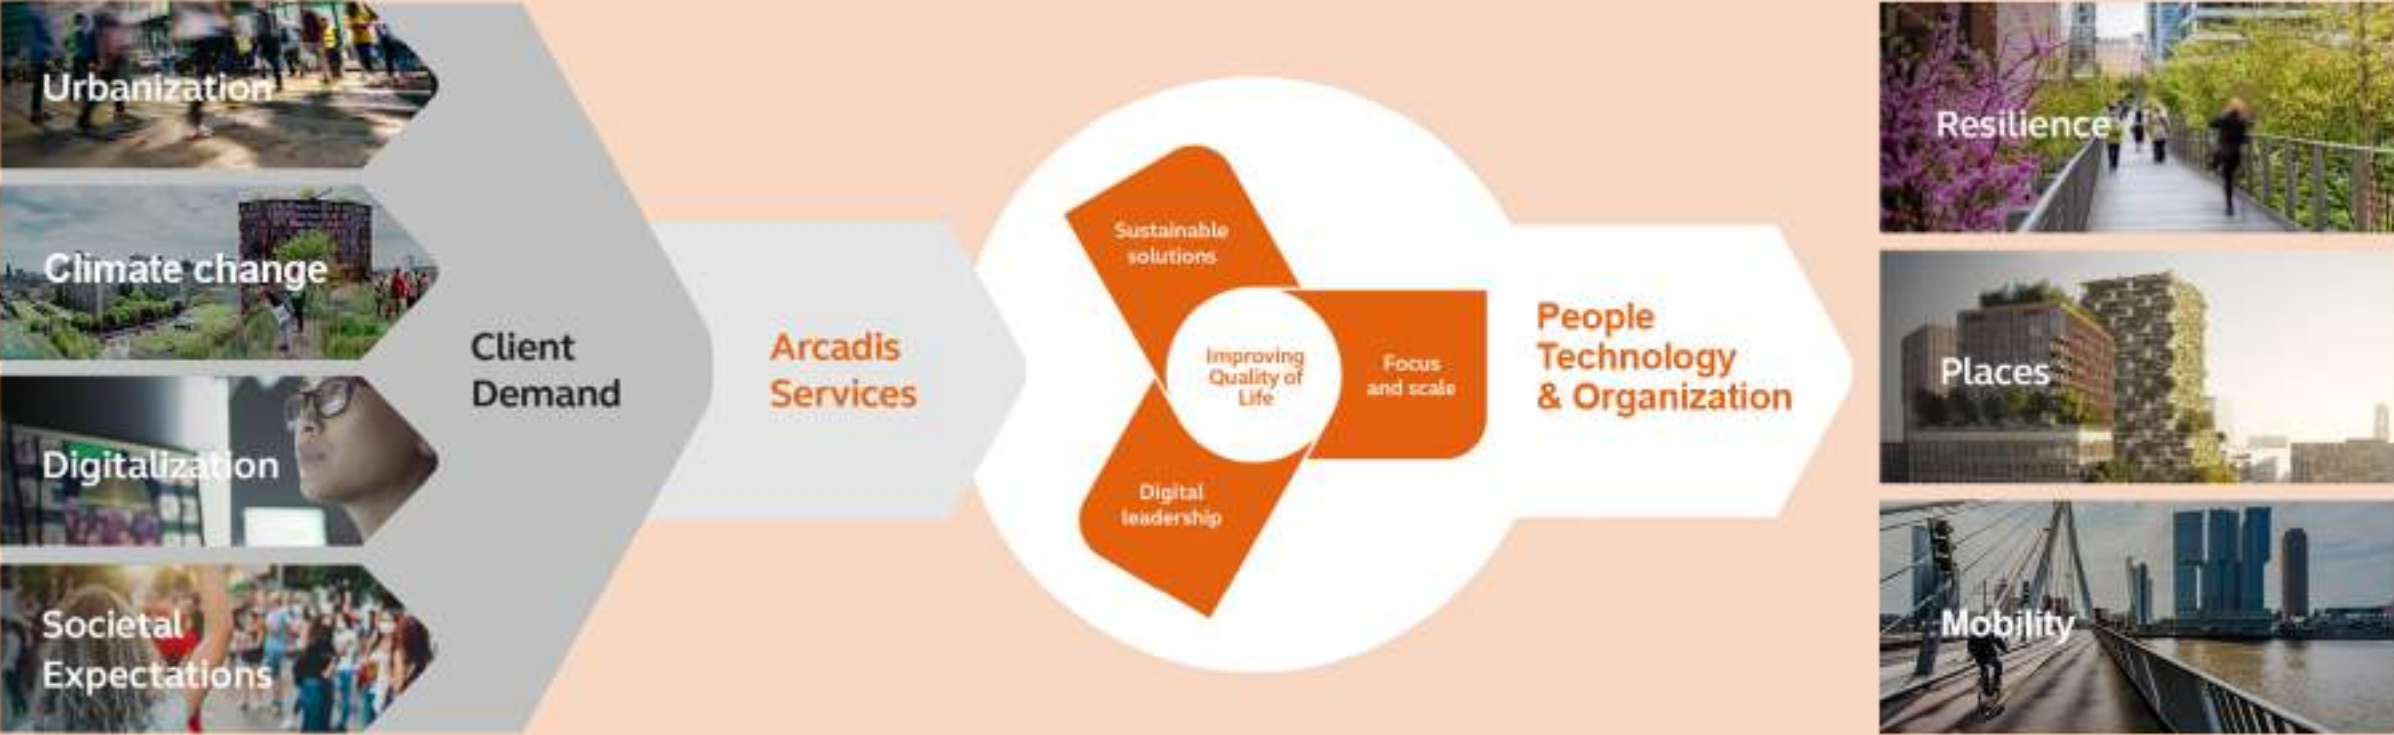 Urbanization
Climate change
Digitalization
Societal
Expectations
Client
Demand
Arcadis
Services
Sustainable
solutions
Improving
Quality of
Life
Focus
and scale
Digital
leadership
People
Technology
& Organization
Resilience
Places
Mobility